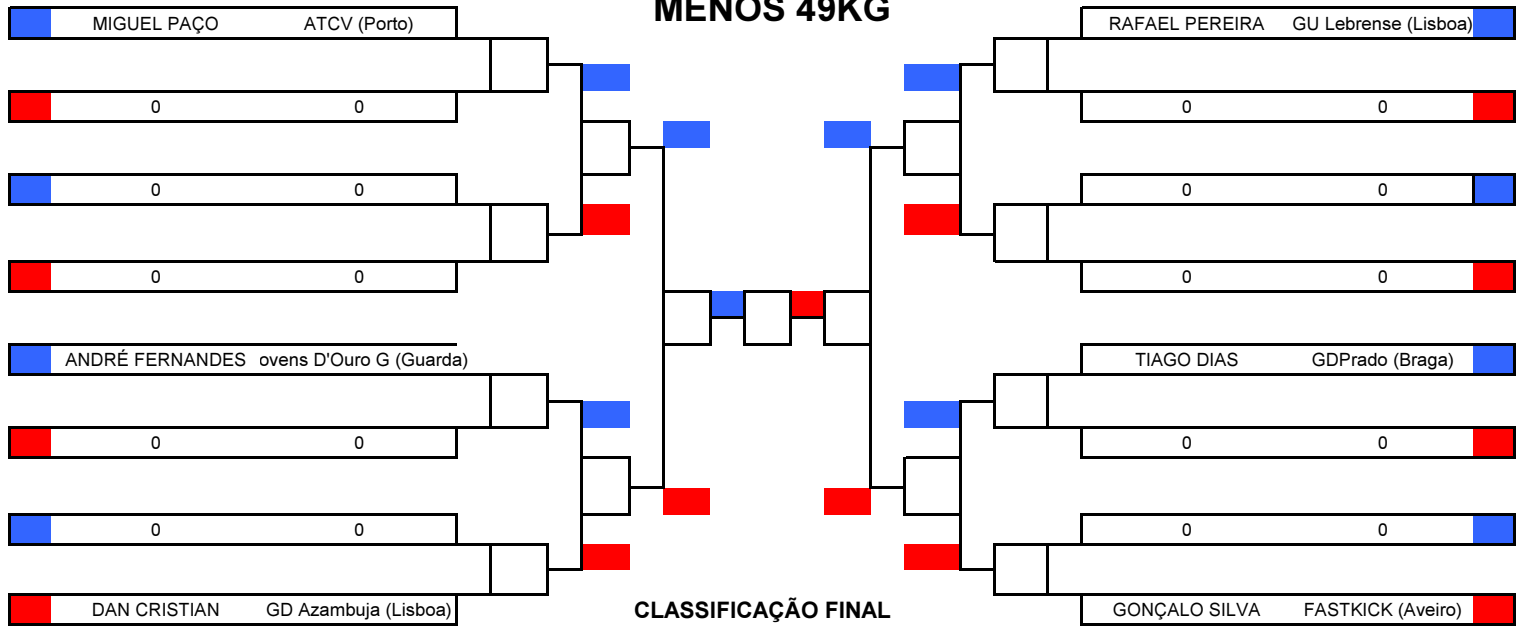 MENOS 49KG
MIGUEL PAÇO ATCV (Porto)
0 0
0 0
0 0
ANDRÉ FERNANDES ovens D'Ouro G (Guarda)
0 0
0 0
DAN CRISTIAN GD Azambuja (Lisboa)
RAFAEL PEREIRA GU Lebrense (Lisboa)
0 0
0 0
0 0
TIAGO DIAS GDPrado (Braga)
0 0
0 0
GONÇALO SILVA FASTKICK (Aveiro)
CLASSIFICAÇÃO FINAL